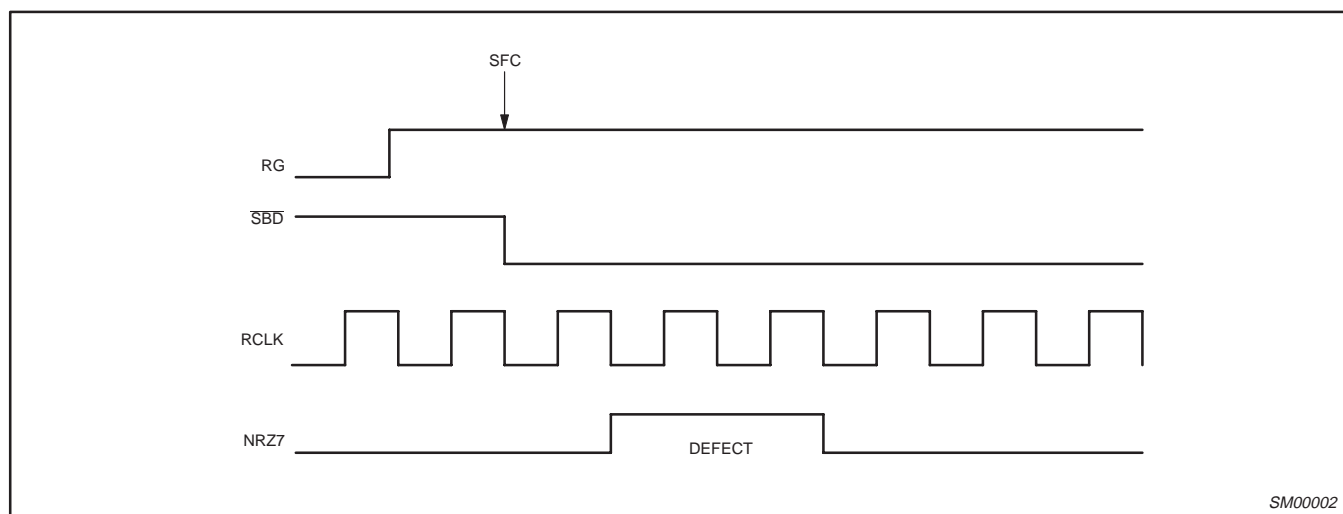 SFC
RG
SBD
RCLK
NRZ7
DEFECT
SM00002